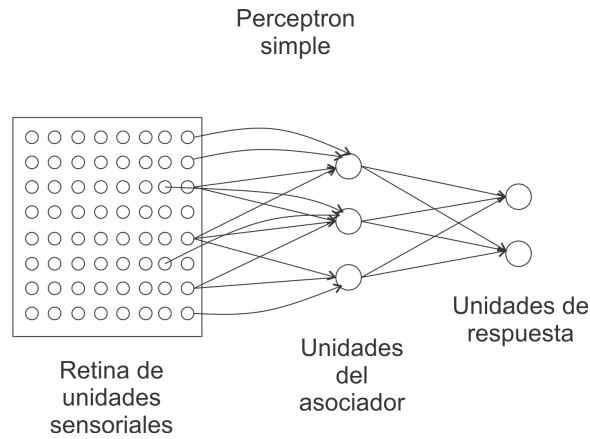 Perceptron
simple
Retina de
unidades
sensoriales
Unidades
del
asociador
Unidades de
respuesta